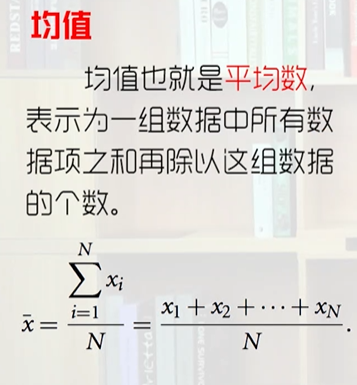 均值
均值也就是平均数,
表示为一组数据中所有数
据项之和再除以这组数据
的个数。
x̄ = \frac{\sum_{i=1}^{N} x_i}{N} = \frac{x_1 + x_2 + \cdots + x_N}{N}.